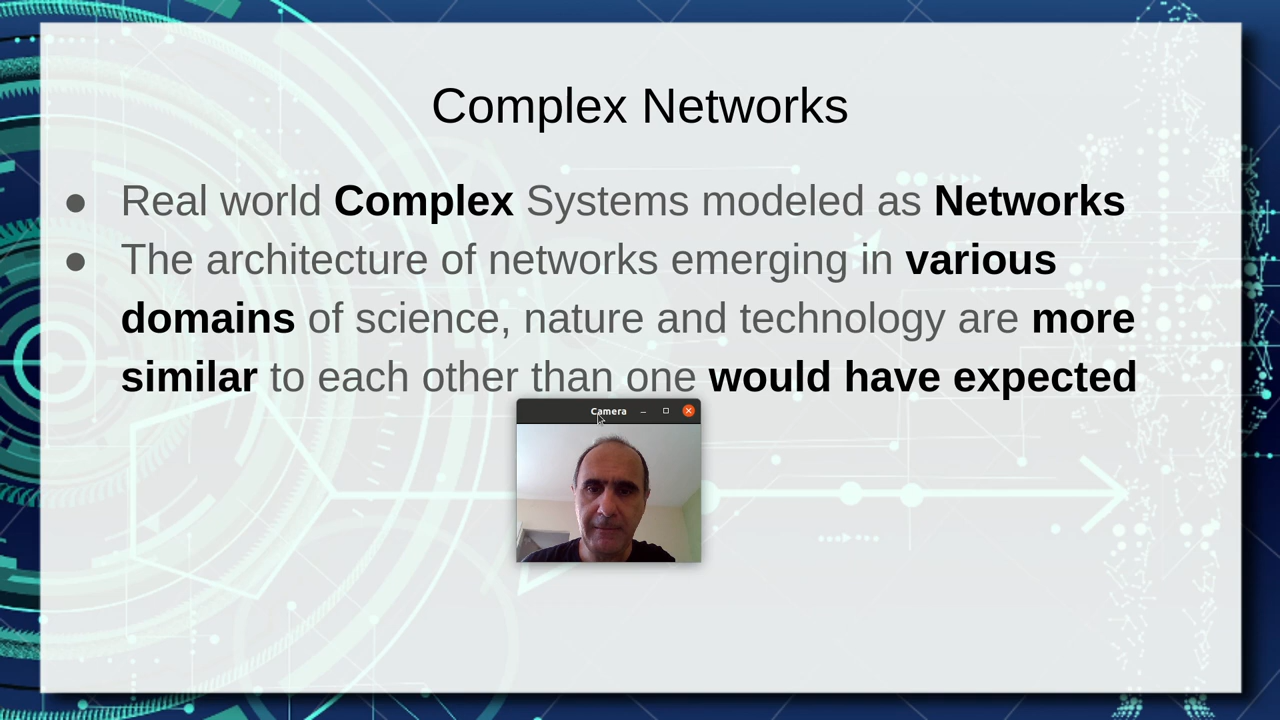 Complex Networks
● Real world Complex Systems modeled as Networks
● The architecture of networks emerging in various
domains of science, nature and technology are more
similar to each other than one would have expected
Camera